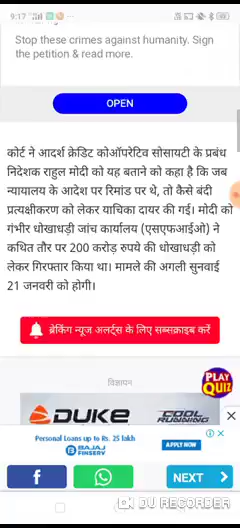 9:17
Stop these crimes against humanity. Sign
the petition & read more.
OPEN
कोर्ट ने आदर्श क्रेडिट कोऑपरेटिव सोसायटी के प्रबंध
निदेशक राहुल मोदी को यह बताने को कहा है कि जब
न्यायालय के आदेश पर रिमांड पर थे, तो कैसे बंदी
प्रत्यक्षीकरण को लेकर याचिका दायर की गई। मोदी को
गंभीर धोखाधड़ी जांच कार्यालय (एसएफआईओ) ने
कथित तौर पर 200 करोड़ रुपये की धोखाधड़ी को
लेकर गिरफ्तार किया था। मामले की अगली सुनवाई
21 जनवरी को होगी।
ब्रेकिंग न्यूज अलर्ट्स के लिए सब्सक्राइब करें
PLAY
QUIZ
विज्ञापन
DUKE
COOL
RUNNING
Personal Loans up to Rs. 25 lakh
BAJAJ
FINSERV
APPLY NOW
f
NEXT
DU RECORDER